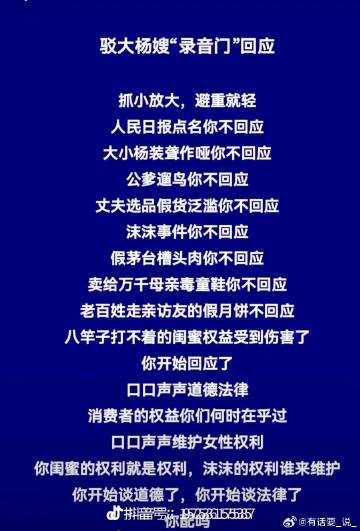 驳大杨嫂“录音门”回应
抓小放大，避重就轻
人民日报点名你不回应
大小杨装聋作哑你不回应
公爹遛鸟你不回应
丈夫选品假货泛滥你不回应
沫沫事件你不回应
假茅台槽头肉你不回应
卖给万千母亲毒童鞋你不回应
老百姓走亲访友的假月饼不回应
八竿子打不着的闺蜜权益受到伤害了
你开始回应了
口口声声道德法律
消费者的权益你们何时在乎过
口口声声维护女性权利
你闺蜜的权利就是权利，沫沫的权利谁来维护
你开始谈道德了，你开始谈法律了
抖音号：
你配吗
@有话要_说_